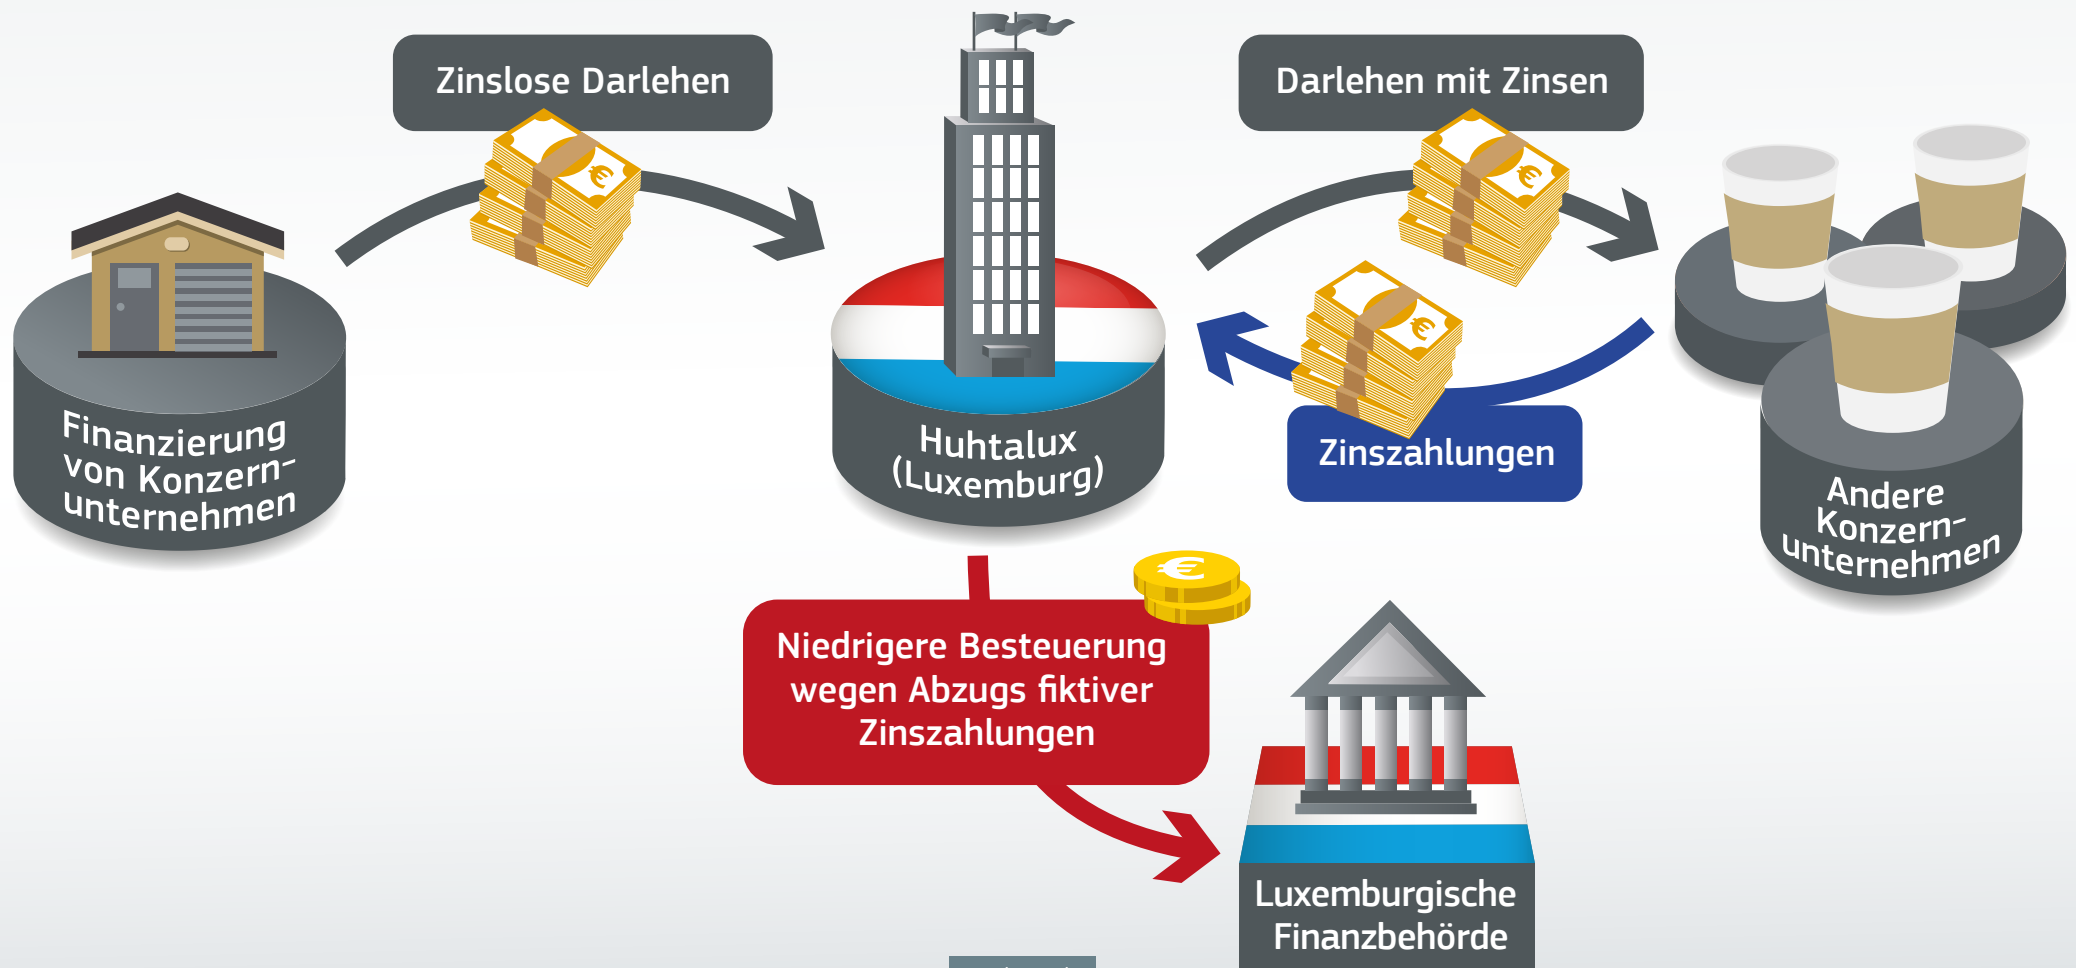 Zinslose Darlehen
Darlehen mit Zinsen
Finanzierung
von Konzern-
unternehmen
Huhtalux
(Luxemburg)
Zinszahlungen
Andere
Konzern-
unternehmen
Niedrigere Besteuerung
wegen Abzugs fiktiver
Zinszahlungen
Luxemburgische
Finanzbehörde